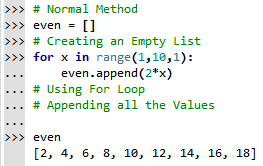 >>> # Normal Method
>>> even = []
>>> # Creating an Empty List
>>> for x in range(1,10,1):
...     even.append(2*x)
... # Using For Loop
... # Appending all the Values
...
>>> even
[2, 4, 6, 8, 10, 12, 14, 16, 18]